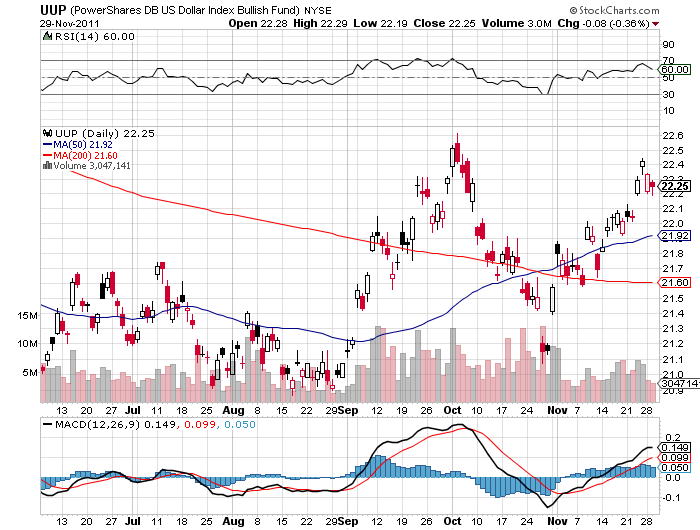 UUP (PowerShares DB US Dollar Index Bullish Fund) NYSE © StockCharts.com
29-Nov-2011 Open 22.28 High 22.29 Low 22.19 Close 22.25 Volume 3.0M Chg -0.08 (-0.36%)
RSI(14) 60.00
90
70
60.00
50
30
10
UUP (Daily) 22.25
MA(50) 21.92
MA(200) 21.60
Volume 3,047,141
22.6
22.5
22.4
22.3
22.25
22.2
22.1
22.0
21.92
21.8
21.7
21.60
21.5
21.4
21.3
21.2
21.1
21.0
3047141
20.9
15M
10M
5M
13 20 27 Jul 11 18 25 Aug 8 15 22 29 Sep 12 19 26 Oct 10 17 24 Nov 7 14 21 28
MACD(12,26,9) 0.149, 0.099, 0.050
0.2
0.149
0.099
0.050
0.0
-0.1
13 20 27 Jul 11 18 25 Aug 8 15 22 29 Sep 12 19 26 Oct 10 17 24 Nov 7 14 21 28